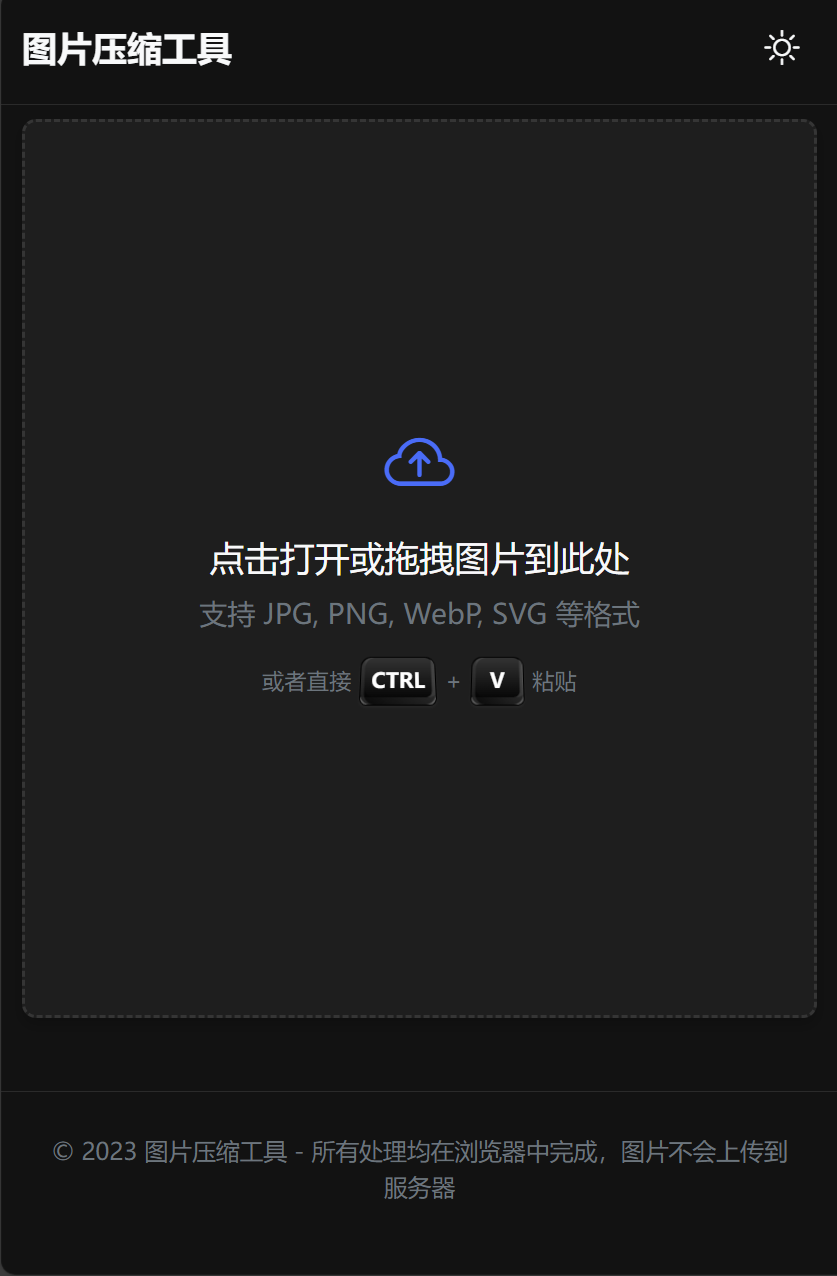 图片压缩工具
点击打开或拖拽图片到此处
支持 JPG, PNG, WebP, SVG 等格式
或者直接 CTRL + V 粘贴
© 2023 图片压缩工具 - 所有处理均在浏览器中完成，图片不会上传到
服务器